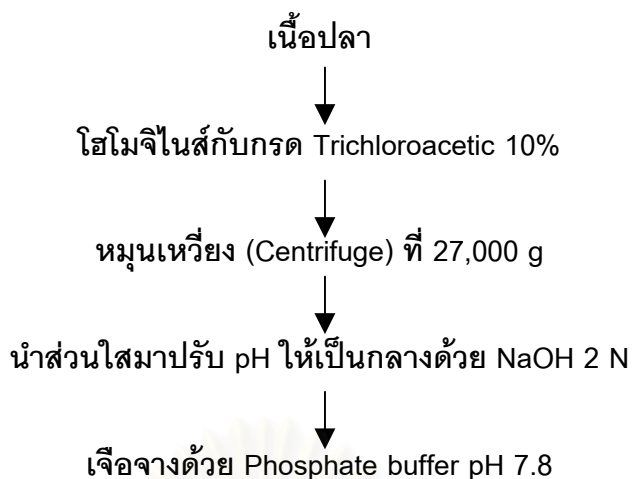 เนื้อปลา
โฮโมจิไนส์กับกรด Trichloroacetic 10%
หมุนเหวี่ยง (Centrifuge) ที่ 27,000 g
นำส่วนใสมาปรับ pH ให้เป็นกลางด้วย NaOH 2 N
เจือจางด้วย Phosphate buffer pH 7.8